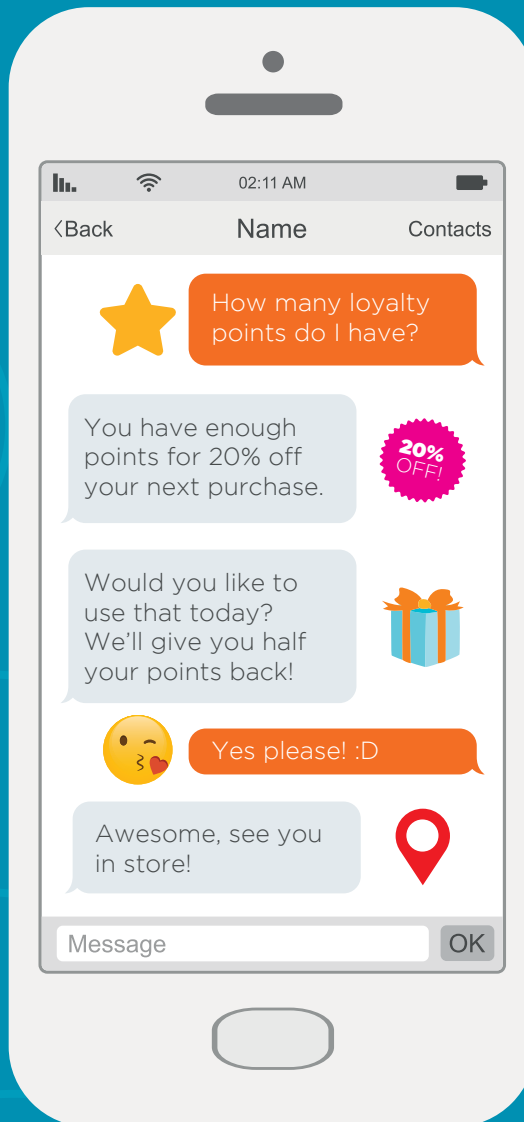 02:11 AM
〈Back Name Contacts
How many loyalty
points do I have?
You have enough
points for 20% off
your next purchase.
20%
OFF!
Would you like to
use that today?
We’ll give you half
your points back!
Yes please! :D
Awesome, see you
in store!
Message OK